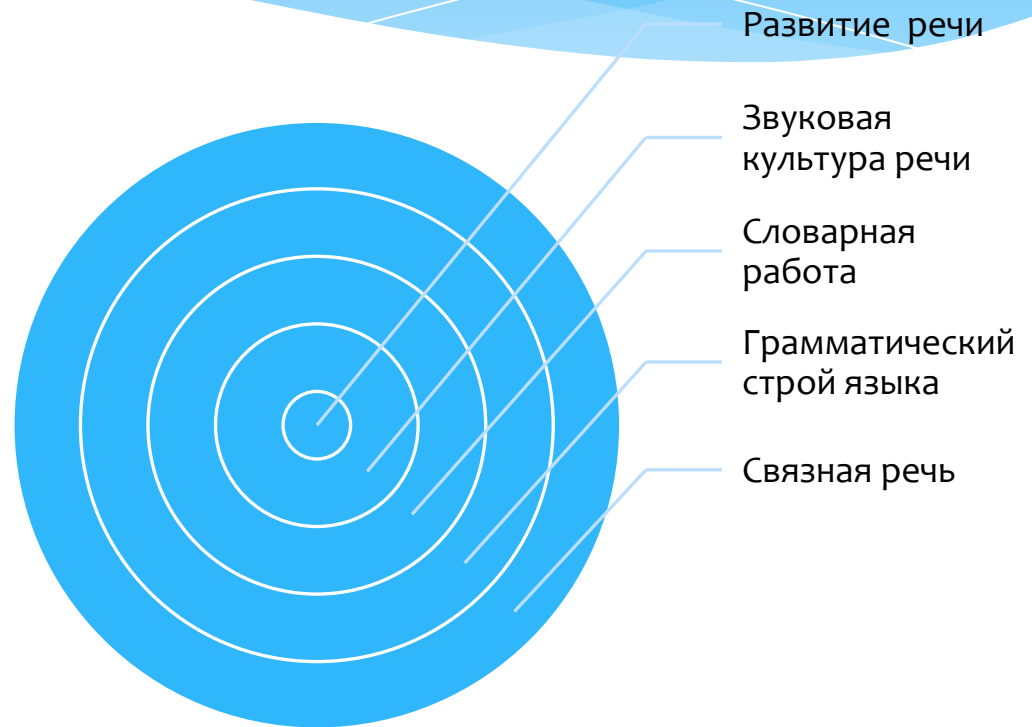 Развитие речи
Звуковая
культура речи
Словарная
работа
Грамматический
строй языка
Связная речь